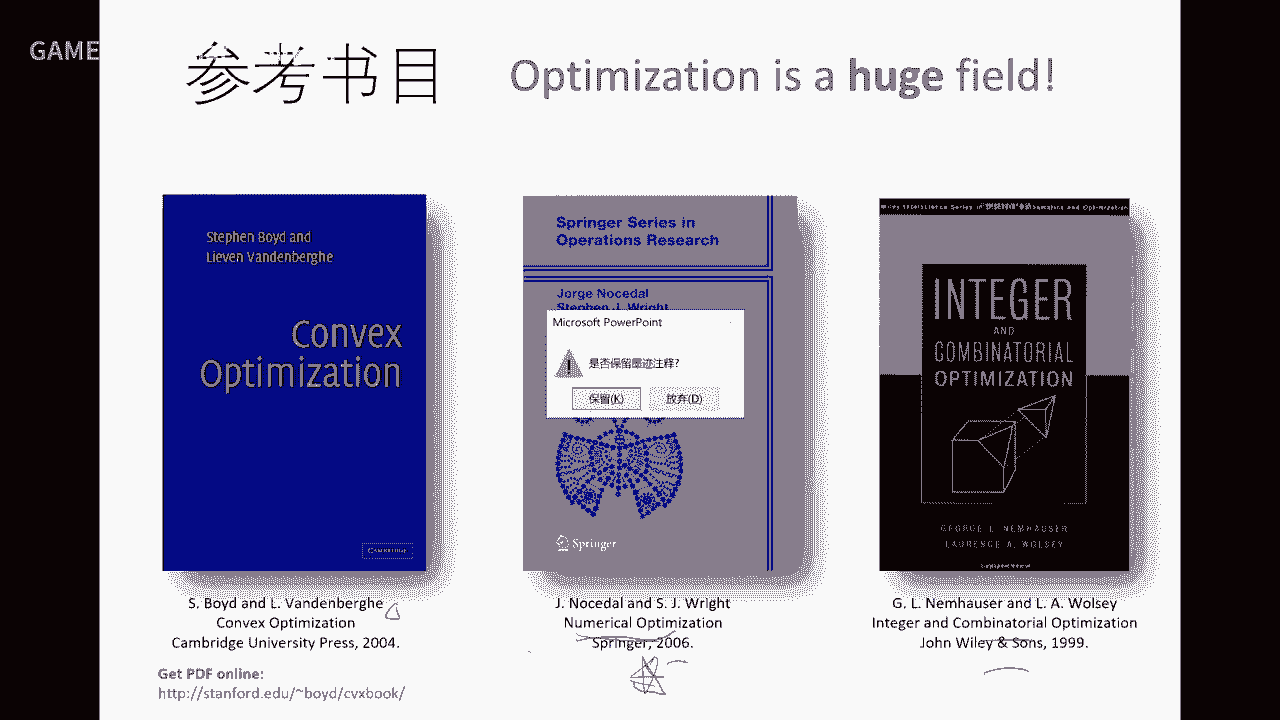 GAME
参考书目
Optimization is a huge field!
Stephen Boyd and
Lieven Vandenberghe
Convex
Optimization
CAMBRIDGE
Springer Series in
Operations Research
Jorge Nocedal
Stephen J. Wright
Microsoft PowerPoint
是否保留墨迹注释?
保留(K)
放弃(D)
Springer
INTEGER
AND
COMBINATORIAL
OPTIMIZATION
GEORGE L. NEMHAUSER
LAURENCE A. WOLSEY
S. Boyd and L. Vandenberghe
Convex Optimization
Cambridge University Press, 2004.
Get PDF online:
http://stanford.edu/~boyd/cvxbook/
J. Nocedal and S. J. Wright
Numerical Optimization
Springer, 2006.
G. L. Nemhauser and L. A. Wolsey
Integer and Combinatorial Optimization
John Wiley & Sons, 1999.